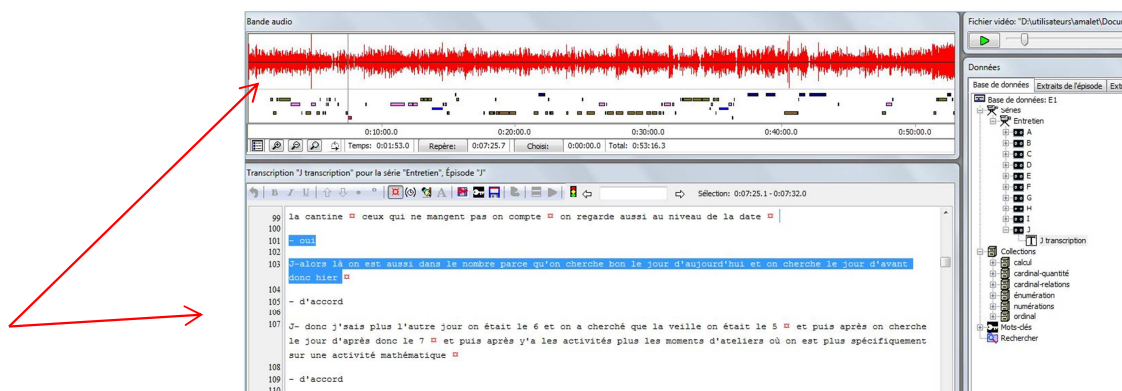 Bande audio
0:10:00.0 0:20:00.0 0:30:00.0 0:40:00.0 0:50:00.0
Temps: 0:01:53.0 Repère: 0:07:25.7 Choisi: 0:00:00.0 Total: 0:53:16.3
Transcription "J transcription" pour la série "Entretien", Épisode "J"
B I U A Sélection: 0:07:25.1 - 0:07:32.0
99 la cantine ¤ ceux qui ne mangent pas on compte ¤ on regarde aussi au niveau de la date ¤
100
101 - oui
102
103 J-alors là on est aussi dans le nombre parce qu'on cherche bon le jour d'aujourd'hui et on cherche le jour d'avant
donc hier ¤
104
105 - d'accord
106
107 J- donc j'sais plus l'autre jour on était le 6 et on a cherché que la veille on était le 5 ¤ et puis après on cherche
le jour d'après donc le 7 ¤ et puis après y'a les activités plus les moments d'ateliers où on est plus spécifiquement
sur une activité mathématique ¤
108
109 - d'accord
110
Fichier vidéo: "D:\utilisateurs\amalet\Docu
Données
Base de données Extraits de l'épisode Ext
Base de données: E1
Séries
Entretien
A
B
C
D
E
F
G
H
I
J
J transcription
Collections
calcul
cardinal-quantité
cardinal-relations
énumération
numérations
ordinal
Mots-clés
Rechercher